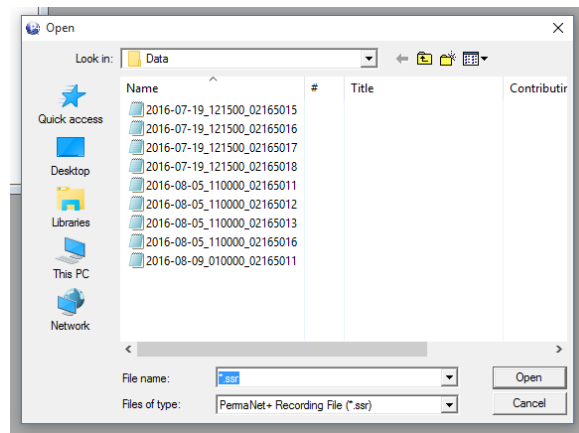 Open
Look in: Data
Name # Title Contributir
Quick access
Desktop
Libraries
This PC
Network
2016-07-19_121500_02165015
2016-07-19_121500_02165016
2016-07-19_121500_02165017
2016-07-19_121500_02165018
2016-08-05_110000_02165011
2016-08-05_110000_02165012
2016-08-05_110000_02165013
2016-08-05_110000_02165016
2016-08-09_010000_02165011
File name: *.ssr Open
Files of type: PermaNet+ Recording File (*.ssr) Cancel